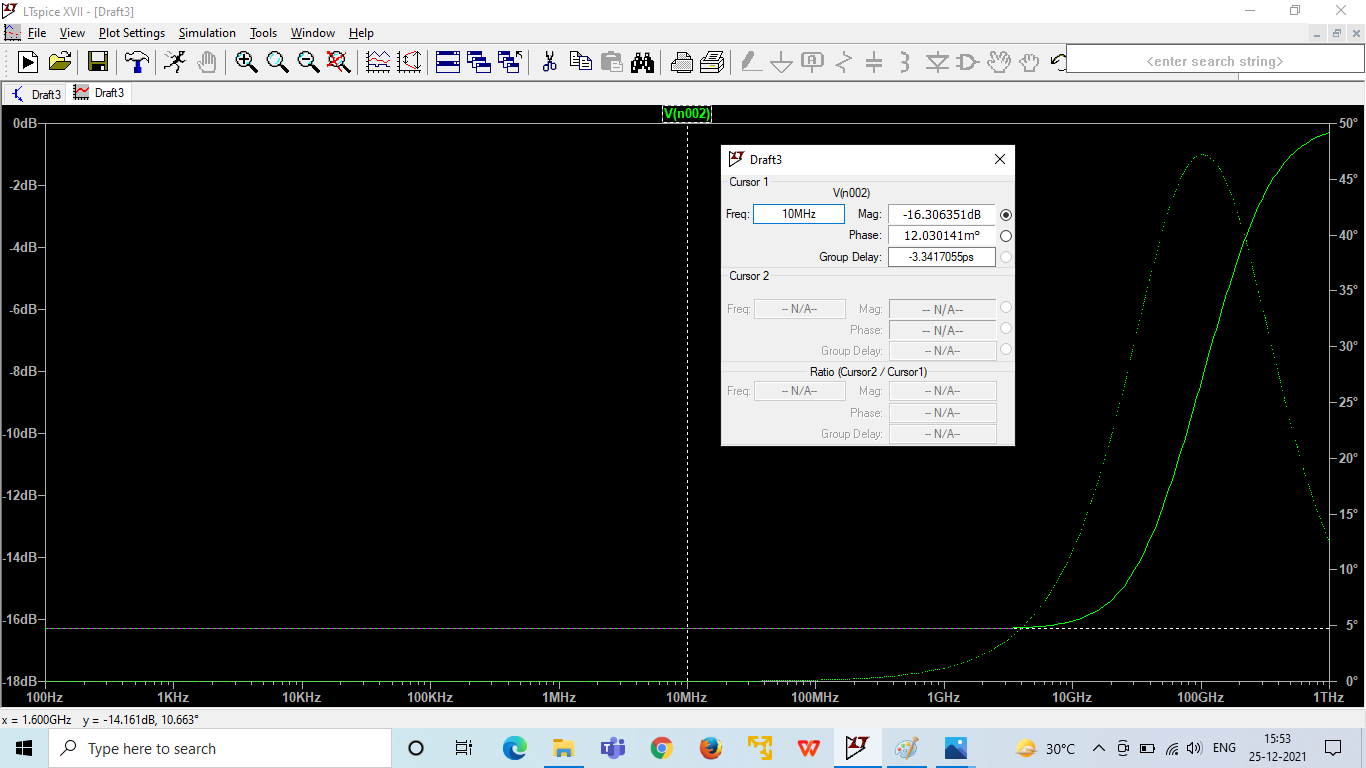 LTspice XVII - [Draft3]
File View Plot Settings Simulation Tools Window Help
<enter search string>
Draft3 Draft3
V(n002)
0dB
-2dB
-4dB
-6dB
-8dB
-10dB
-12dB
-14dB
-16dB
-18dB
50°
45°
40°
35°
30°
25°
20°
15°
10°
5°
0°
100Hz 1KHz 10KHz 100KHz 1MHz 10MHz 100MHz 1GHz 10GHz 100GHz 1THz
Draft3
Cursor 1
V(n002)
Freq: 10MHz Mag: -16.306351dB
Phase: 12.030141m°
Group Delay: -3.3417055ps
Cursor 2
Freq: -- N/A-- Mag: -- N/A--
Phase: -- N/A--
Group Delay: -- N/A--
Ratio (Cursor2 / Cursor1)
Freq: -- N/A-- Mag: -- N/A--
Phase: -- N/A--
Group Delay: -- N/A--
x = 1.600GHz y = -14.161dB, 10.663°
Type here to search
30°C
ENG
15:53
25-12-2021